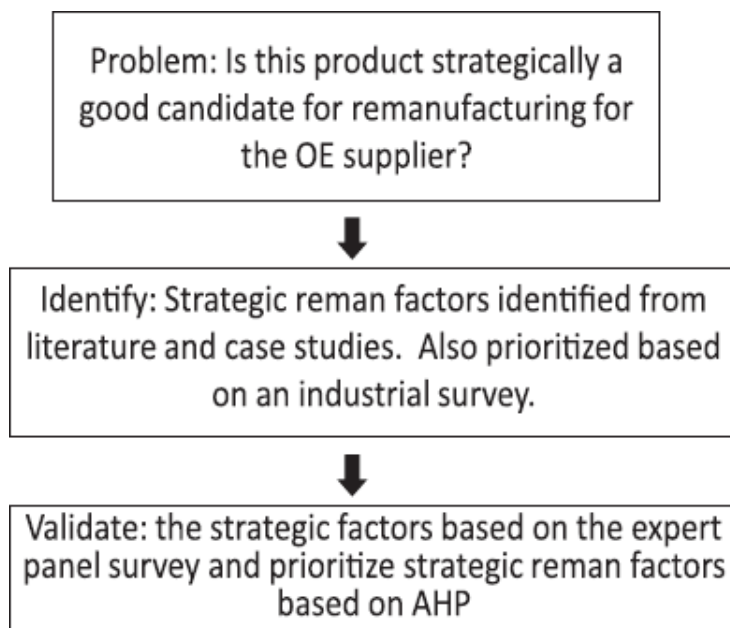 Problem: Is this product strategically a
good candidate for remanufacturing for
the OE supplier?
Identify: Strategic reman factors identified from
literature and case studies.  Also prioritized based
on an industrial survey.
Validate: the strategic factors based on the expert
panel survey and prioritize strategic reman factors
based on AHP